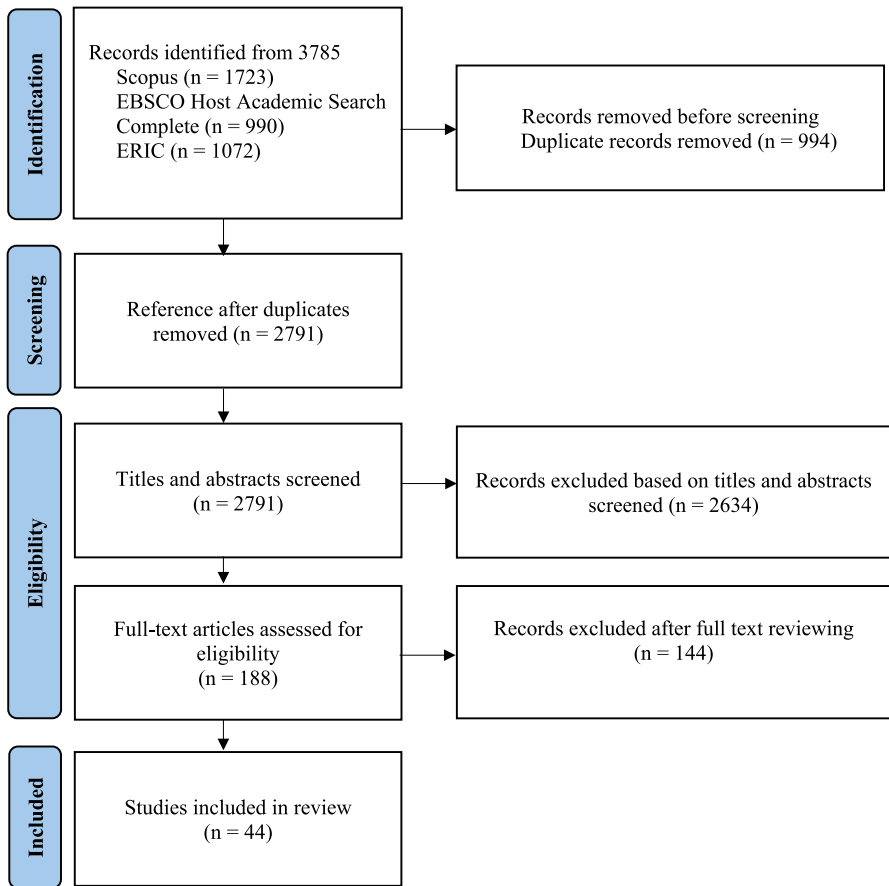 Identification
Records identified from 3785
Scopus (n = 1723)
EBSCO Host Academic Search
Complete (n = 990)
ERIC (n = 1072)
Records removed before screening
Duplicate records removed (n = 994)
Screening
Reference after duplicates
removed (n = 2791)
Eligibility
Titles and abstracts screened
(n = 2791)
Records excluded based on titles and abstracts
screened (n = 2634)
Full-text articles assessed for
eligibility
(n = 188)
Records excluded after full text reviewing
(n = 144)
Included
Studies included in review
(n = 44)